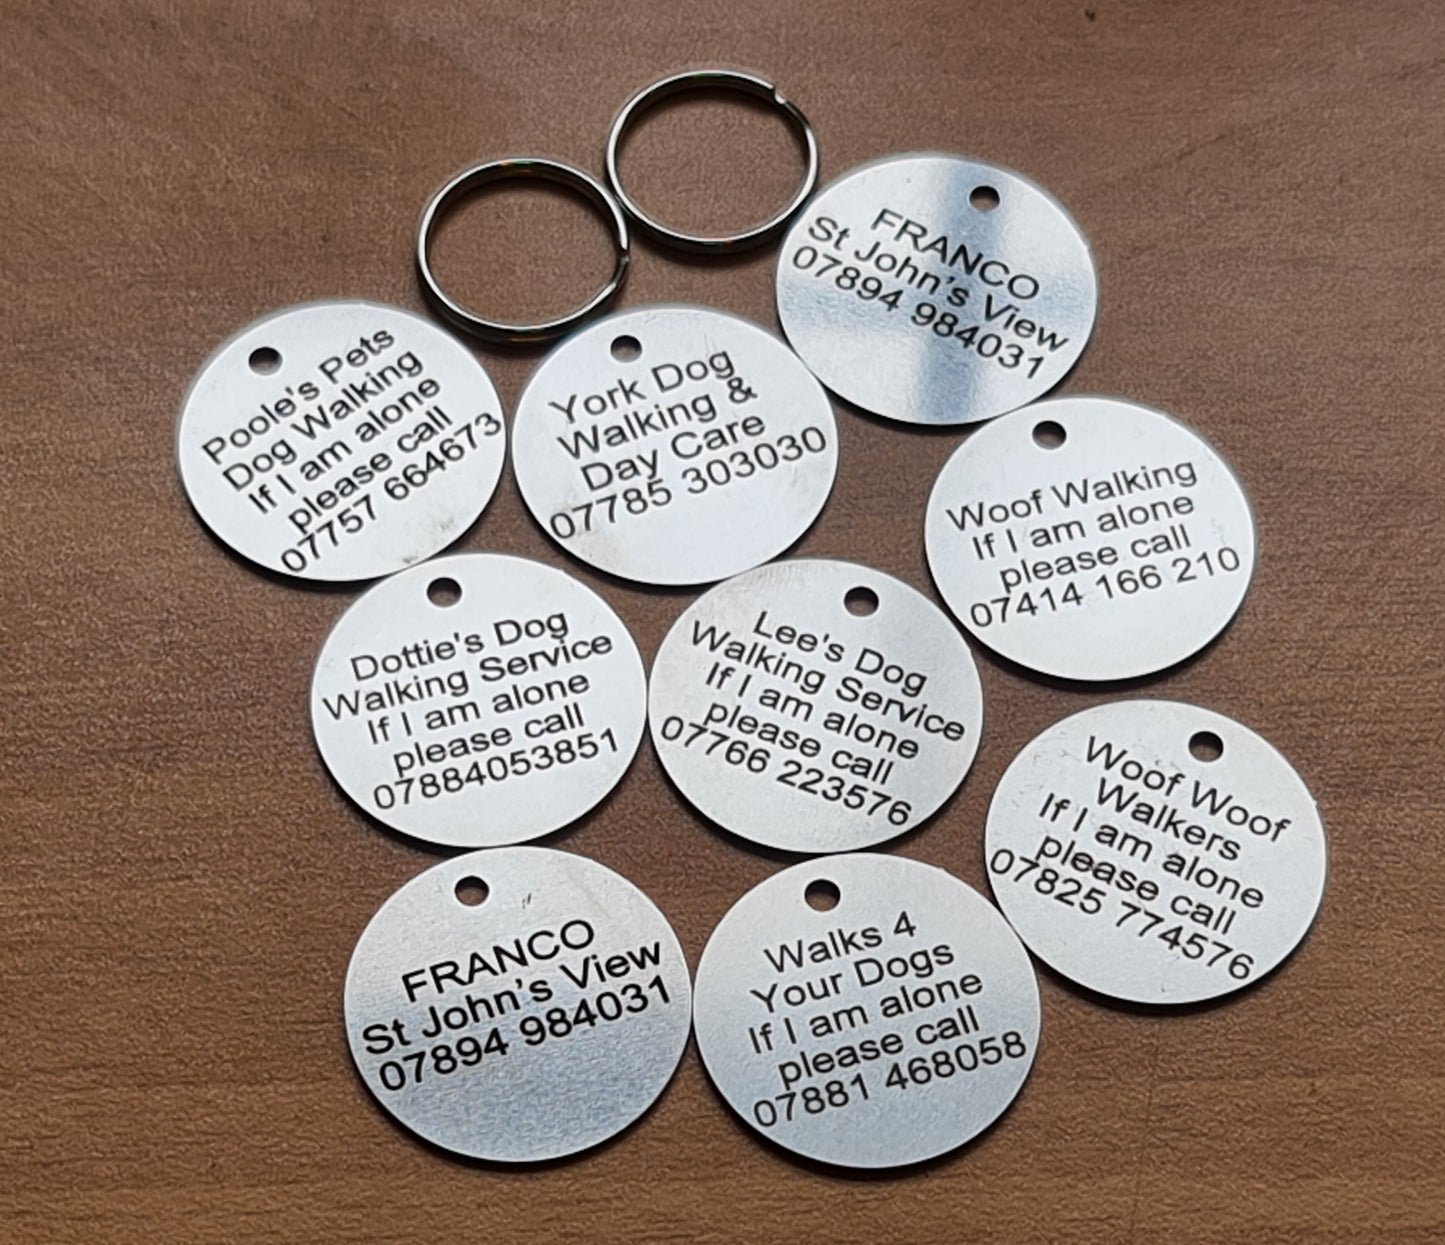 FRANCO
St John's View
07894 984031
Poole's Pets
Dog Walking
If I am alone
please call
07757 664673
York Dog
Walking &
Day Care
07785 303030
Woof Walking
If I am alone
please call
07414 166 210
Dottie's Dog
Walking Service
If I am alone
please call
07884053851
Lee's Dog
Walking Service
If I am alone
please call
07766 223576
Woof Woof
Walkers
If I am alone
please call
07825 774576
FRANCO
St John's View
07894 984031
Walks 4
Your Dogs
If I am alone
please call
07881 468058